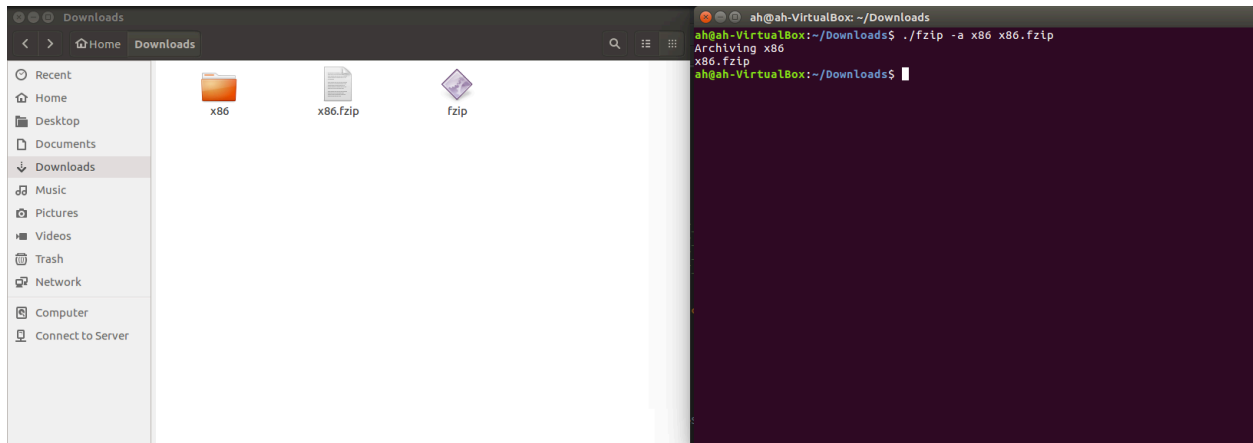 Downloads
Home Downloads
Recent
Home
Desktop
Documents
Downloads
Music
Pictures
Videos
Trash
Network
Computer
Connect to Server
x86 x86.fzip fzip
ah@ah-VirtualBox: ~/Downloads
ah@ah-VirtualBox:~/Downloads$ ./fzip -a x86 x86.fzip
Archiving x86
x86.fzip
ah@ah-VirtualBox:~/Downloads$